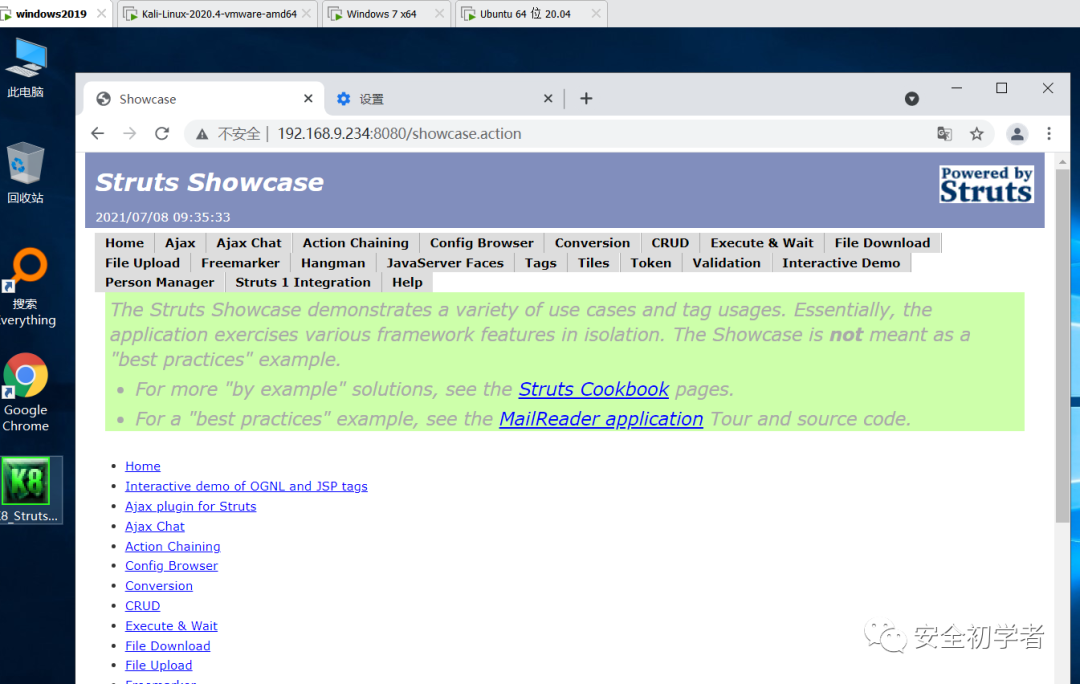 windows2019 Kali-Linux-2020.4-vmware-amd64 Windows 7 x64 Ubuntu 64 位 20.04
此电脑
回收站
搜索
Everything
Google
Chrome
K8
K8_Struts...
Showcase 设置
不安全 | 192.168.9.234:8080/showcase.action
Struts Showcase
Powered by
Struts
2021/07/08 09:35:33
Home Ajax Ajax Chat Action Chaining Config Browser Conversion CRUD Execute & Wait File Download
File Upload Freemarker Hangman JavaServer Faces Tags Tiles Token Validation Interactive Demo
Person Manager Struts 1 Integration Help
The Struts Showcase demonstrates a variety of use cases and tag usages. Essentially, the
application exercises various framework features in isolation. The Showcase is not meant as a
"best practices" example.
• For more "by example" solutions, see the Struts Cookbook pages.
• For a "best practices" example, see the MailReader application Tour and source code.
• Home
• Interactive demo of OGNL and JSP tags
• Ajax plugin for Struts
• Ajax Chat
• Action Chaining
• Config Browser
• Conversion
• CRUD
• Execute & Wait
• File Download
• File Upload
安全初学者